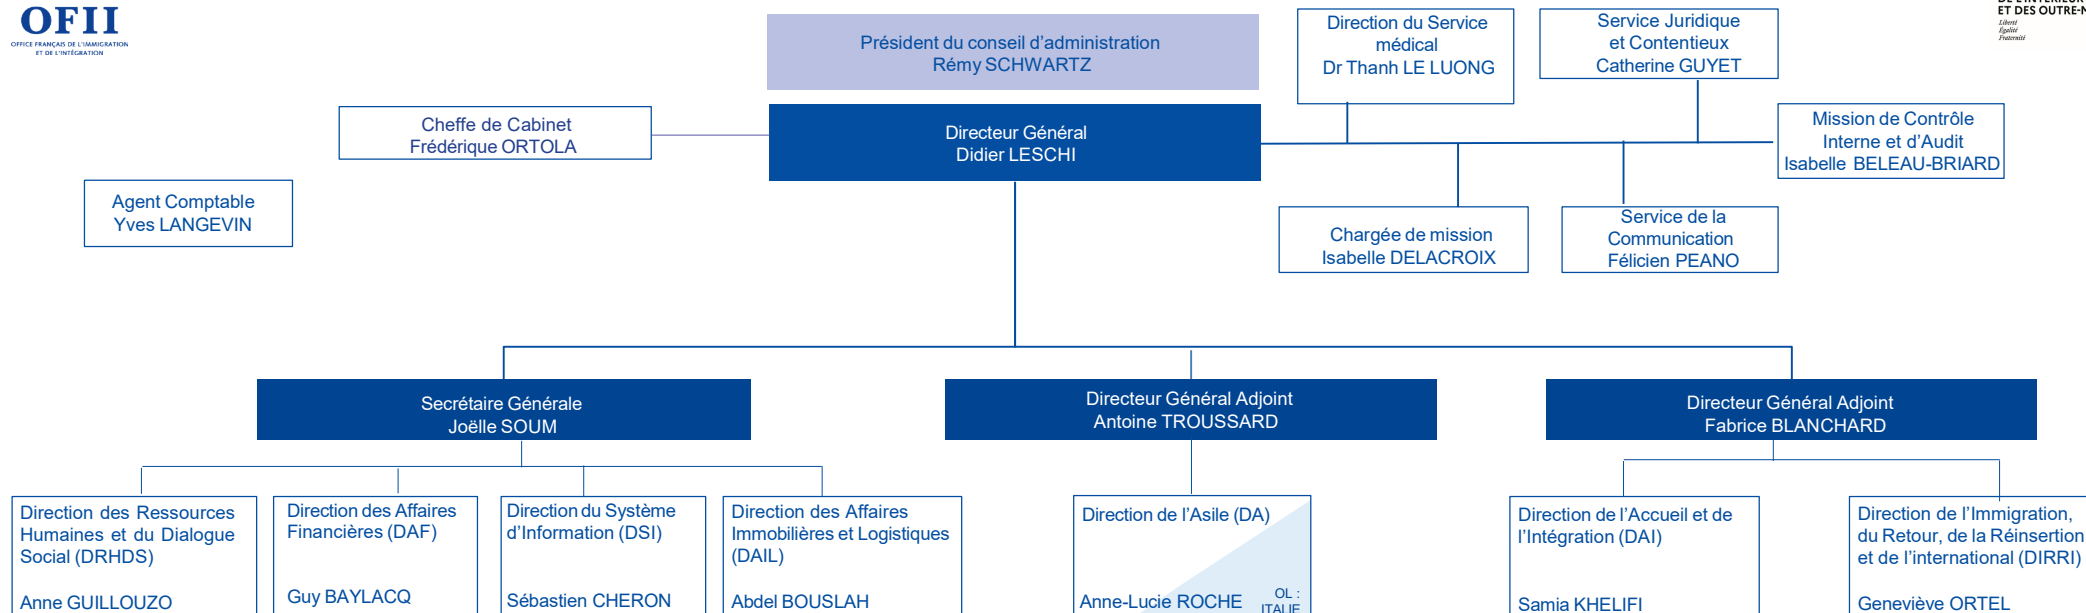 OFII
OFFICE FRANÇAIS DE L'IMMIGRATION
ET DE L'INTÉGRATION
Président du conseil d'administration
Rémy SCHWARTZ
Direction du Service
médical
Dr Thanh LE LUONG
Service Juridique
et Contentieux
Catherine GUYET
ET DES OUTRE-M
Liberté
Égalité
Fraternité
Cheffe de Cabinet
Frédérique ORTOLA
Directeur Général
Didier LESCHI
Mission de Contrôle
Interne et d'Audit
Isabelle BELEAU-BRIARD
Agent Comptable
Yves LANGEVIN
Chargée de mission
Isabelle DELACROIX
Service de la
Communication
Félicien PEANO
Secrétaire Générale
Joëlle SOUM
Directeur Général Adjoint
Antoine TROUSSARD
Directeur Général Adjoint
Fabrice BLANCHARD
Direction des Ressources
Humaines et du Dialogue
Social (DRHDS)
Anne GUILLOUZO
Direction des Affaires
Financières (DAF)
Guy BAYLACQ
Direction du Système
d'Information (DSI)
Sébastien CHERON
Direction des Affaires
Immobilières et Logistiques
(DAIL)
Abdel BOUSLAH
Direction de l'Asile (DA)
Anne-Lucie ROCHE
OL :
ITALIE
Direction de l'Accueil et de
l'Intégration (DAI)
Samia KHELIFI
Direction de l'Immigration,
du Retour, de la Réinsertion
et de l'international (DIRRI)
Geneviève ORTEL